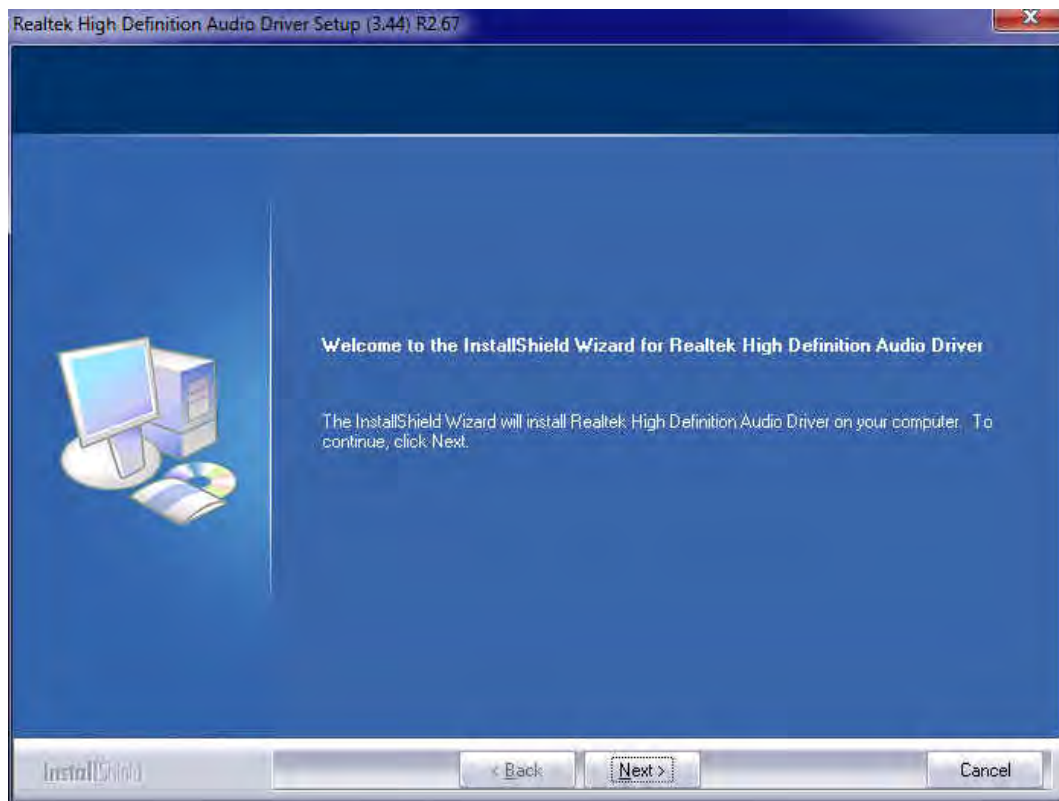 Realtek High Definition Audio Driver Setup (3.44) R2.67
Welcome to the InstallShield Wizard for Realtek High Definition Audio Driver
The InstallShield Wizard will install Realtek High Definition Audio Driver on your computer. To
continue, click Next.
InstallShield
< Back Next > Cancel